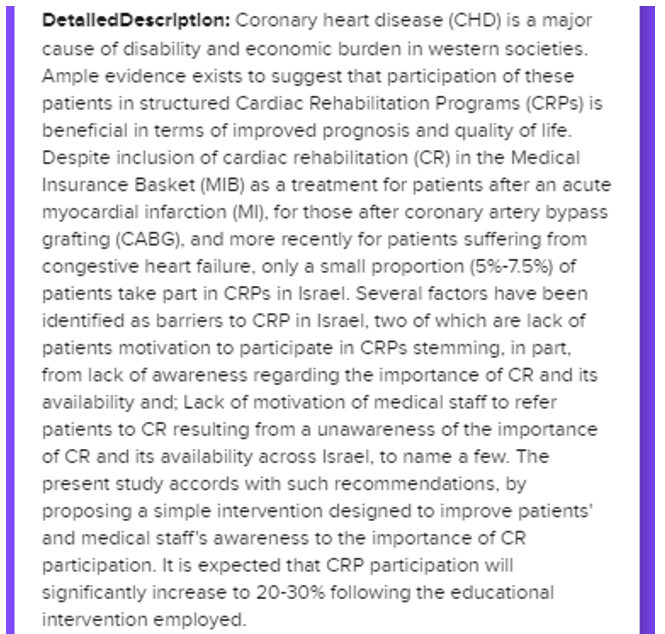 DetailedDescription: Coronary heart disease (CHD) is a major
cause of disability and economic burden in western societies.
Ample evidence exists to suggest that participation of these
patients in structured Cardiac Rehabilitation Programs (CRPs) is
beneficial in terms of improved prognosis and quality of life.
Despite inclusion of cardiac rehabilitation (CR) in the Medical
Insurance Basket (MIB) as a treatment for patients after an acute
myocardial infarction (MI), for those after coronary artery bypass
grafting (CABG), and more recently for patients suffering from
congestive heart failure, only a small proportion (5%-7.5%) of
patients take part in CRPs in Israel. Several factors have been
identified as barriers to CRP in Israel, two of which are lack of
patients motivation to participate in CRPs stemming, in part,
from lack of awareness regarding the importance of CR and its
availability and; Lack of motivation of medical staff to refer
patients to CR resulting from a unawareness of the importance
of CR and its availability across Israel, to name a few. The
present study accords with such recommendations, by
proposing a simple intervention designed to improve patients'
and medical staff's awareness to the importance of CR
participation. It is expected that CRP participation will
significantly increase to 20-30% following the educational
intervention employed.